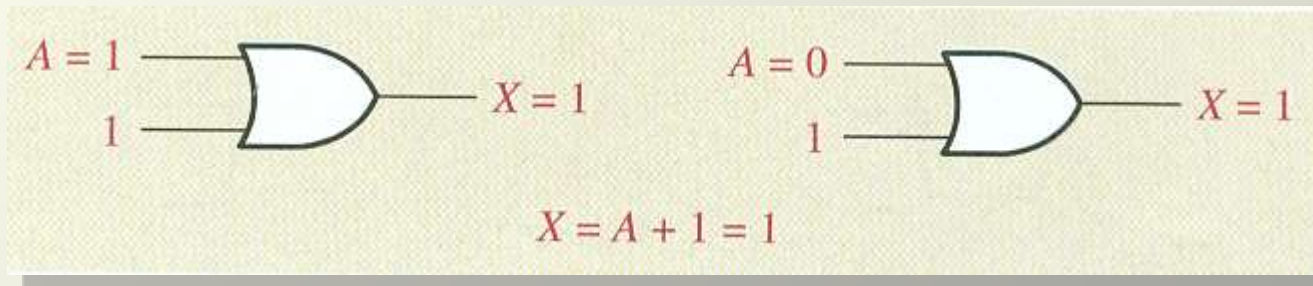 A = 1
1
X = 1
A = 0
1
X = 1
X = A + 1 = 1